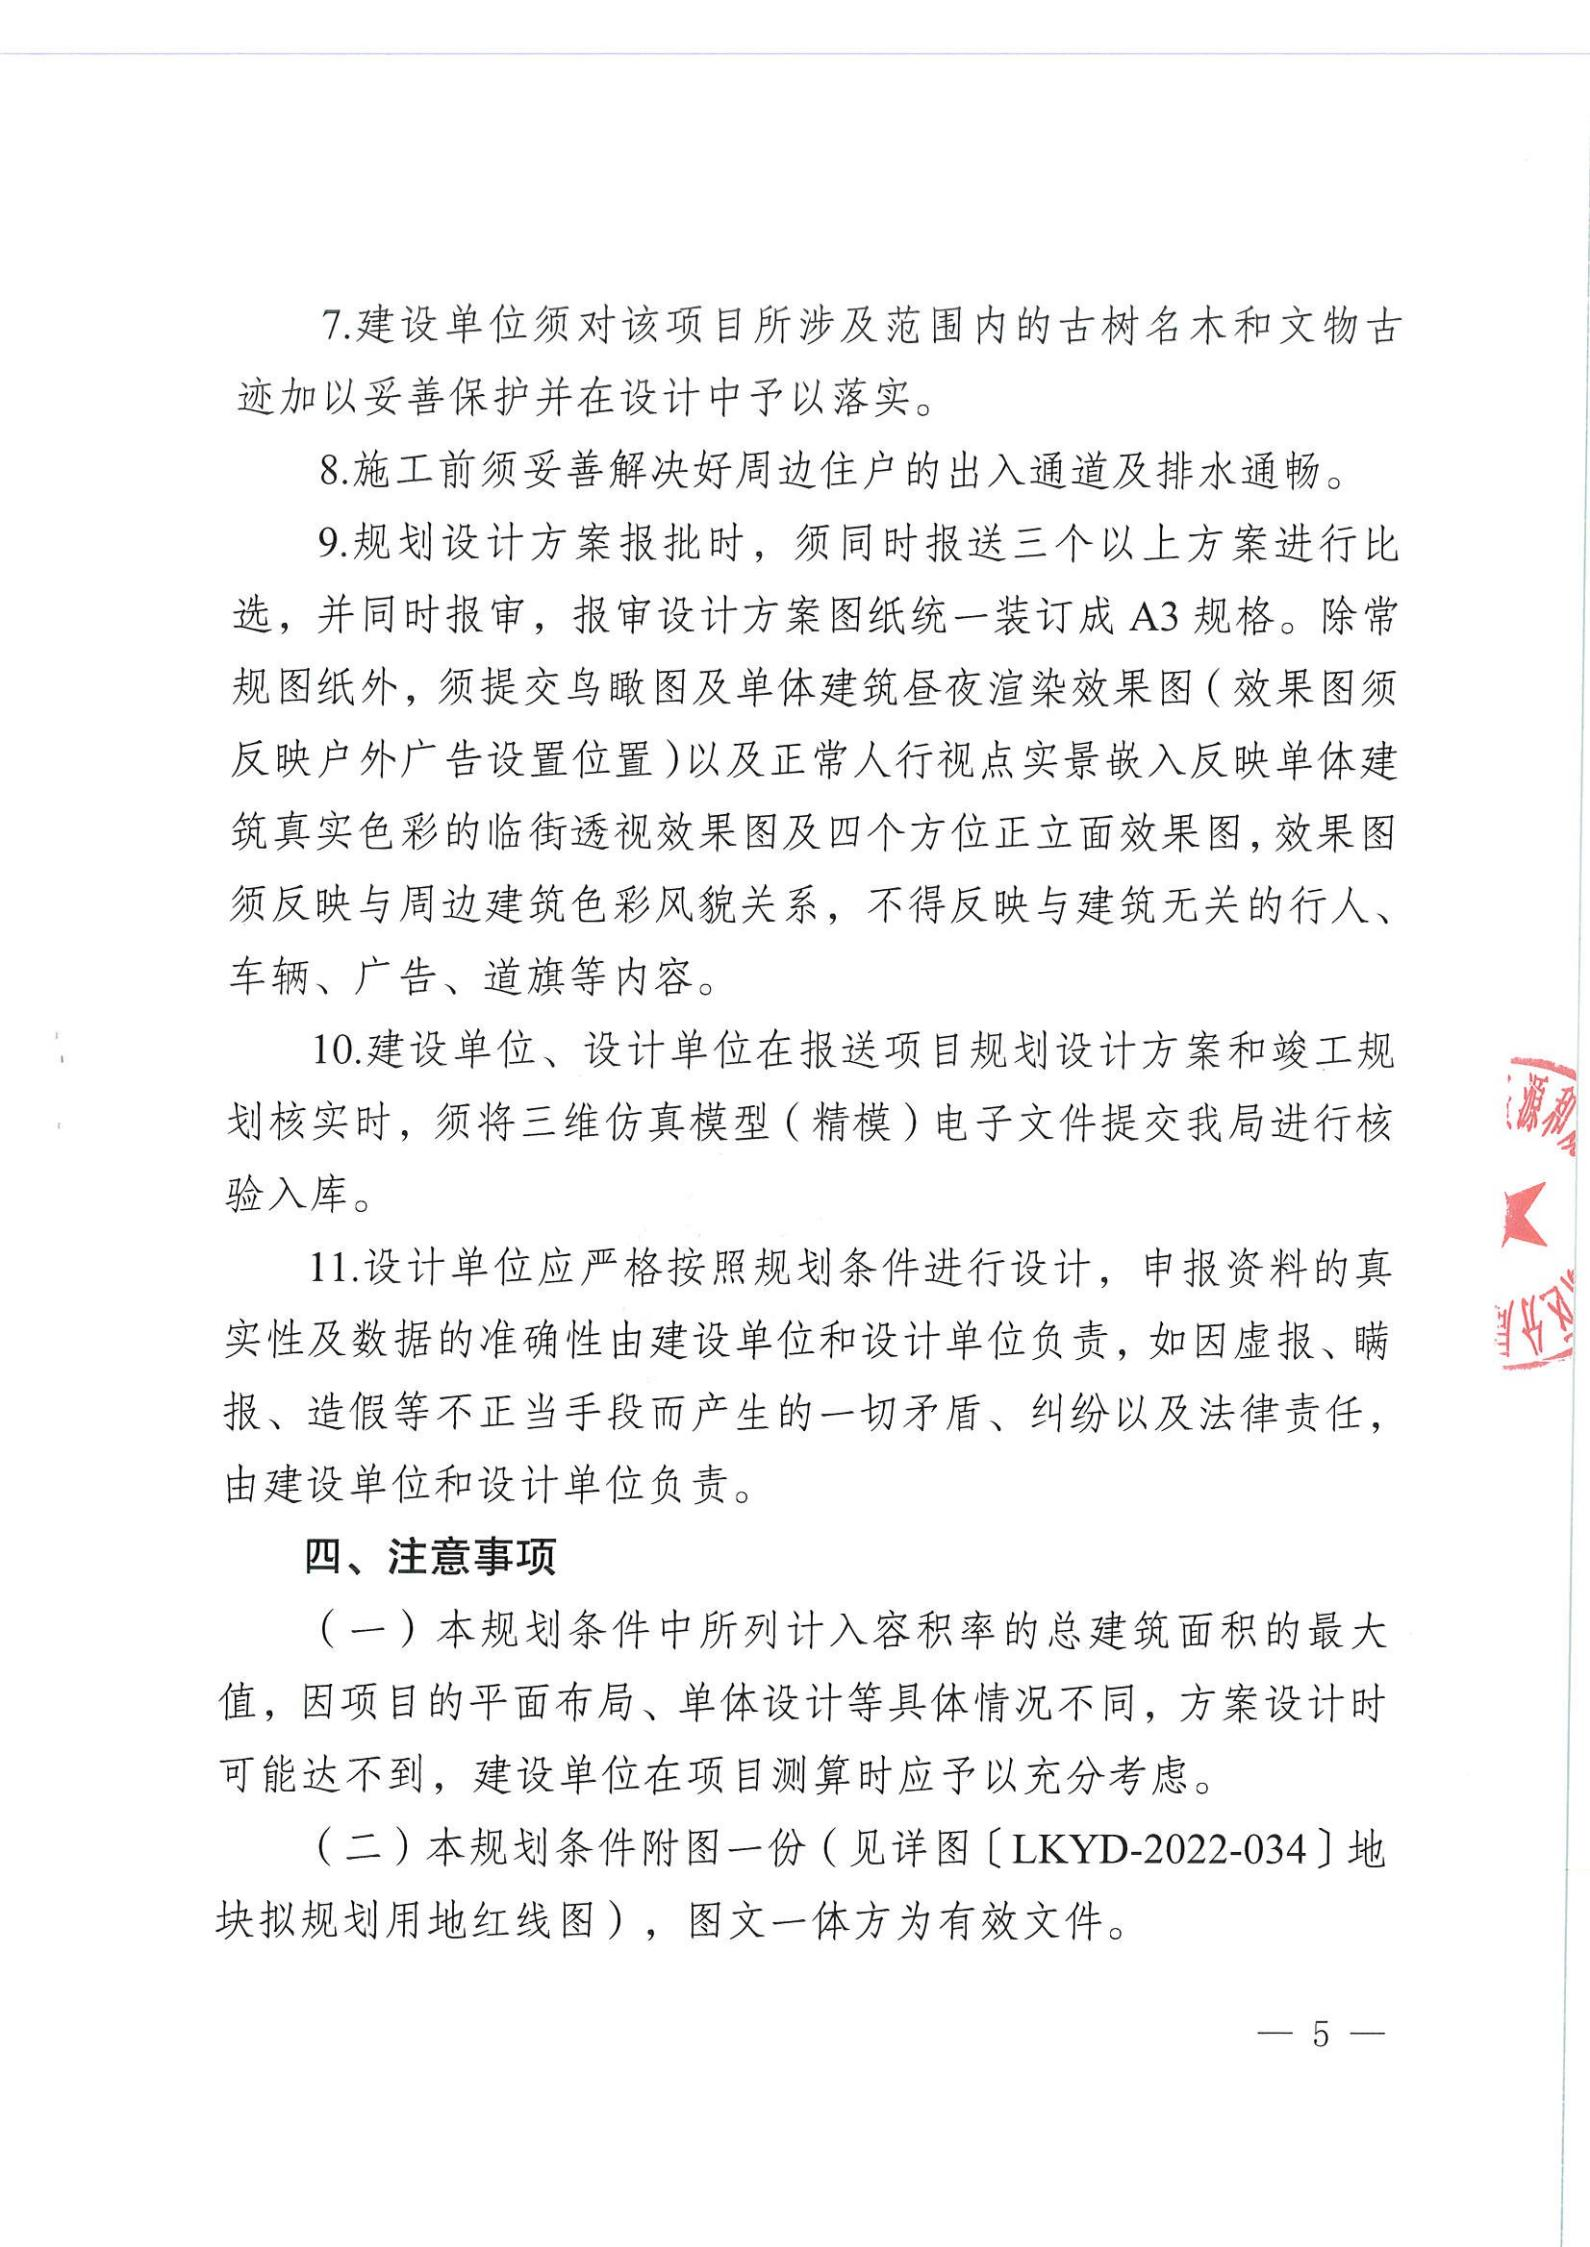 7.建设单位须对该项目所涉及范围内的古树名木和文物古
迹加以妥善保护并在设计中予以落实。
8.施工前须妥善解决好周边住户的出入通道及排水通畅。
9.规划设计方案报批时，须同时报送三个以上方案进行比
选，并同时报审，报审设计方案图纸统一装订成 A3 规格。除常
规图纸外，须提交鸟瞰图及单体建筑昼夜渲染效果图（效果图须
反映户外广告设置位置）以及正常人行视点实景嵌入反映单体建
筑真实色彩的临街透视效果图及四个方位正立面效果图，效果图
须反映与周边建筑色彩风貌关系，不得反映与建筑无关的行人、
车辆、广告、道旗等内容。
10.建设单位、设计单位在报送项目规划设计方案和竣工规
划核实时，须将三维仿真模型（精模）电子文件提交我局进行核
验入库。
11.设计单位应严格按照规划条件进行设计，申报资料的真
实性及数据的准确性由建设单位和设计单位负责，如因虚报、瞒
报、造假等不正当手段而产生的一切矛盾、纠纷以及法律责任，
由建设单位和设计单位负责。
四、注意事项
（一）本规划条件中所列计入容积率的总建筑面积的最大
值，因项目的平面布局、单体设计等具体情况不同，方案设计时
可能达不到，建设单位在项目测算时应予以充分考虑。
（二）本规划条件附图一份（见详图〔LKYD-2022-034〕地
块拟规划用地红线图），图文一体方为有效文件。
源和
区分局
— 5 —